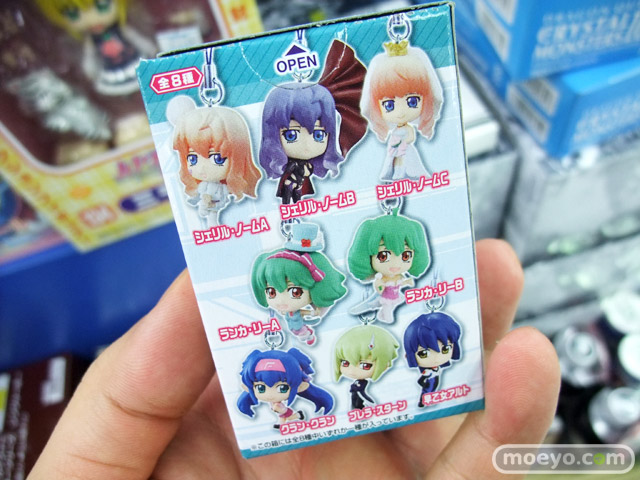 全8種
OPEN
シェリル・ノームA
シェリル・ノームB
シェリル・ノームC
ランカ・リーA
ランカ・リーB
クラン・クラン
ブレラ・スターン
早乙女アルト
※この箱には全8種中いずれか一種が入っています。
CRYSTAL
moeyo.com